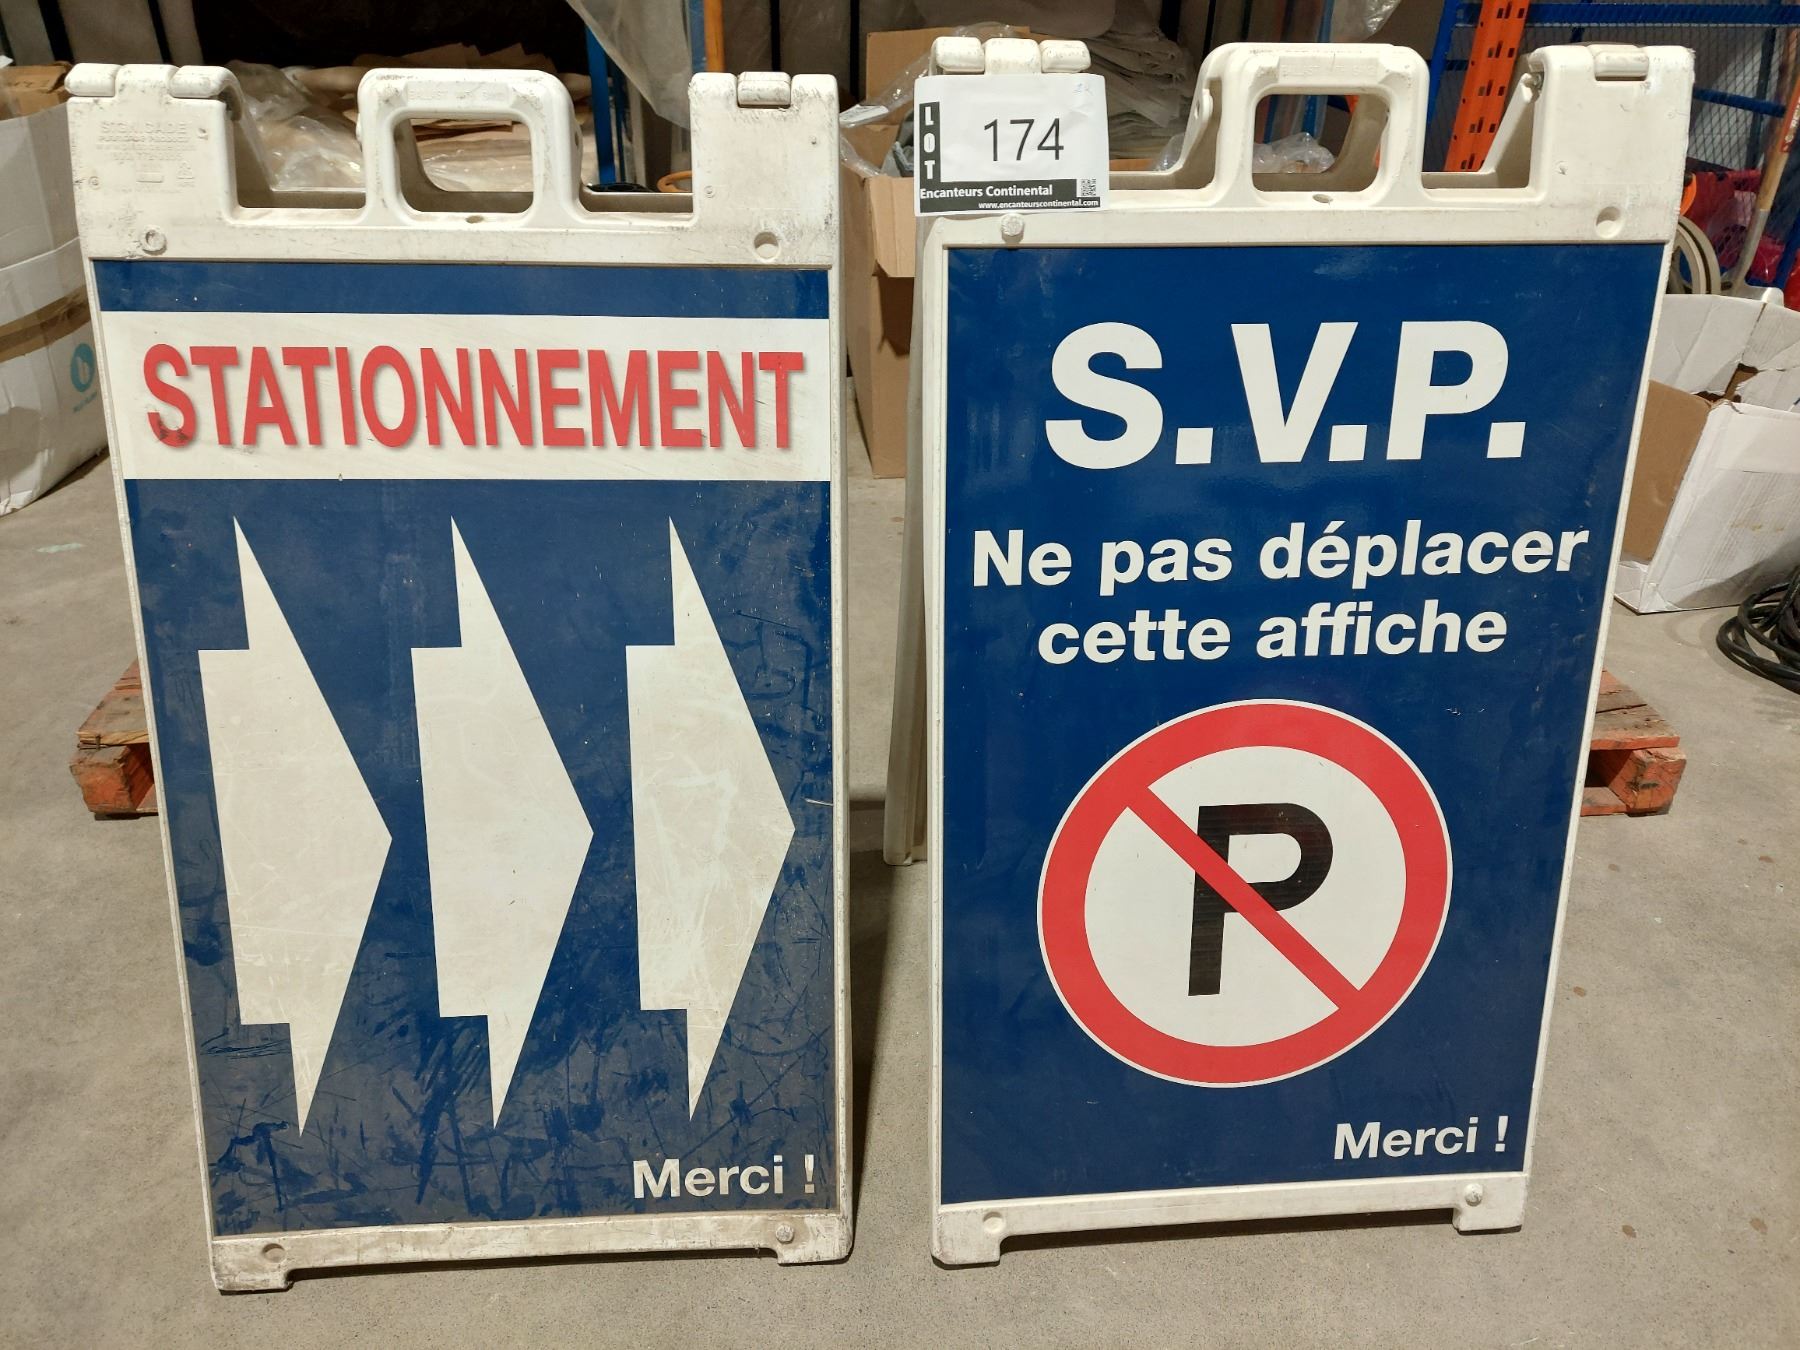 STATIONNEMENT
Merci !
LOT
174
Encanteurs Continental
www.encanteurscontinental.com
S.V.P.
Ne pas déplacer
cette affiche
P
Merci !